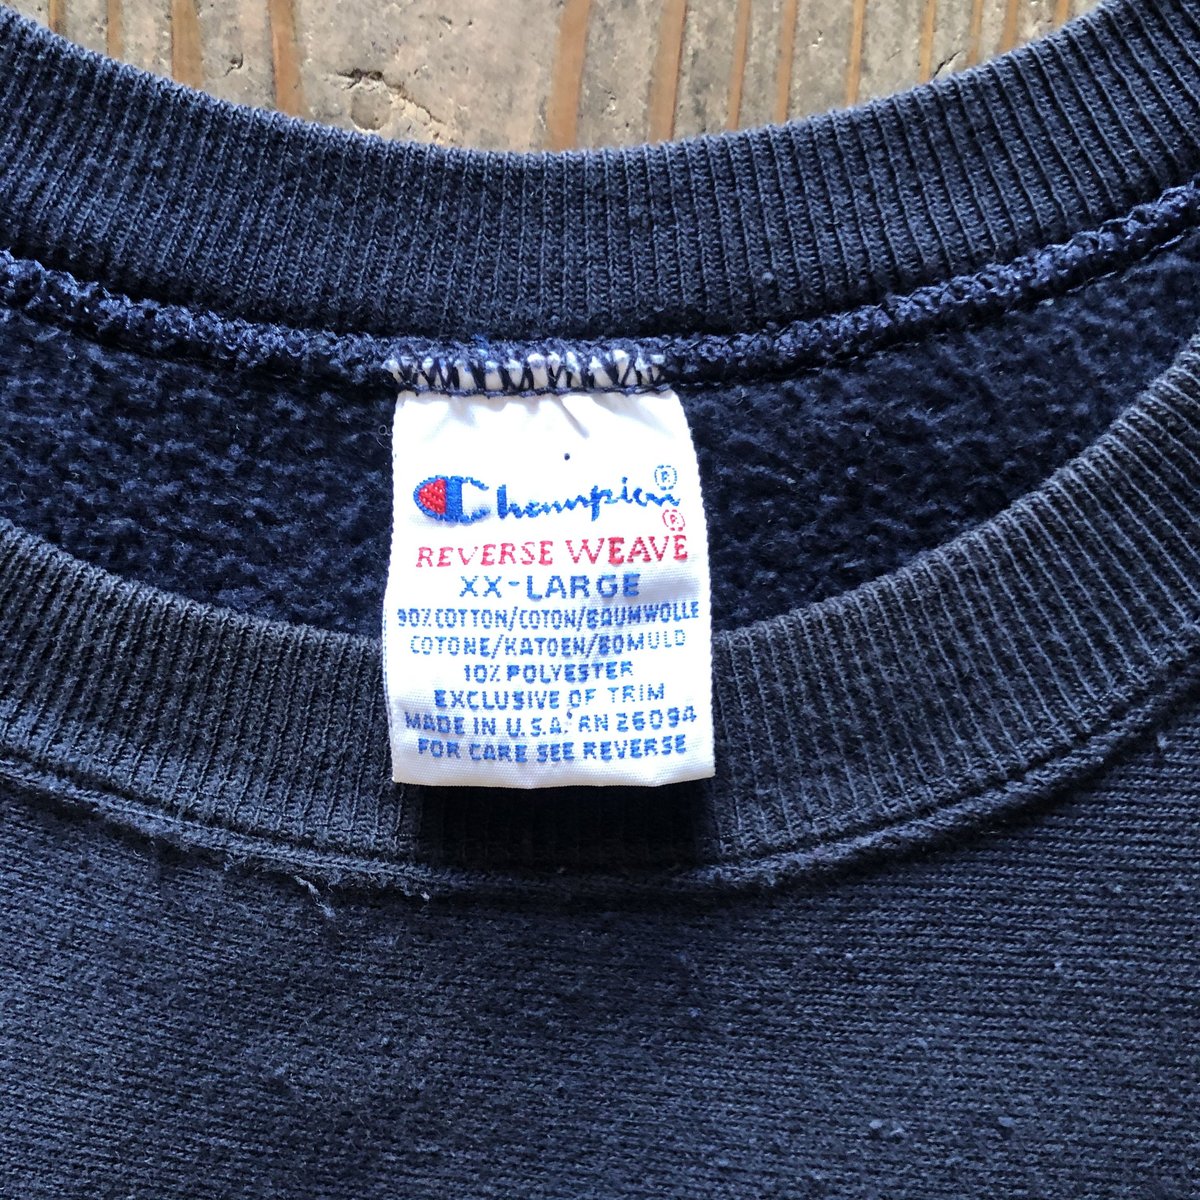 Champion®
REVERSE WEAVE®
XX-LARGE
90% COTTON/COTON/BAUMWOLLE
COTONE/KATOEN/BOMULD
10% POLYESTER
EXCLUSIVE OF TRIM
MADE IN U.S.A. RN 26094
FOR CARE SEE REVERSE